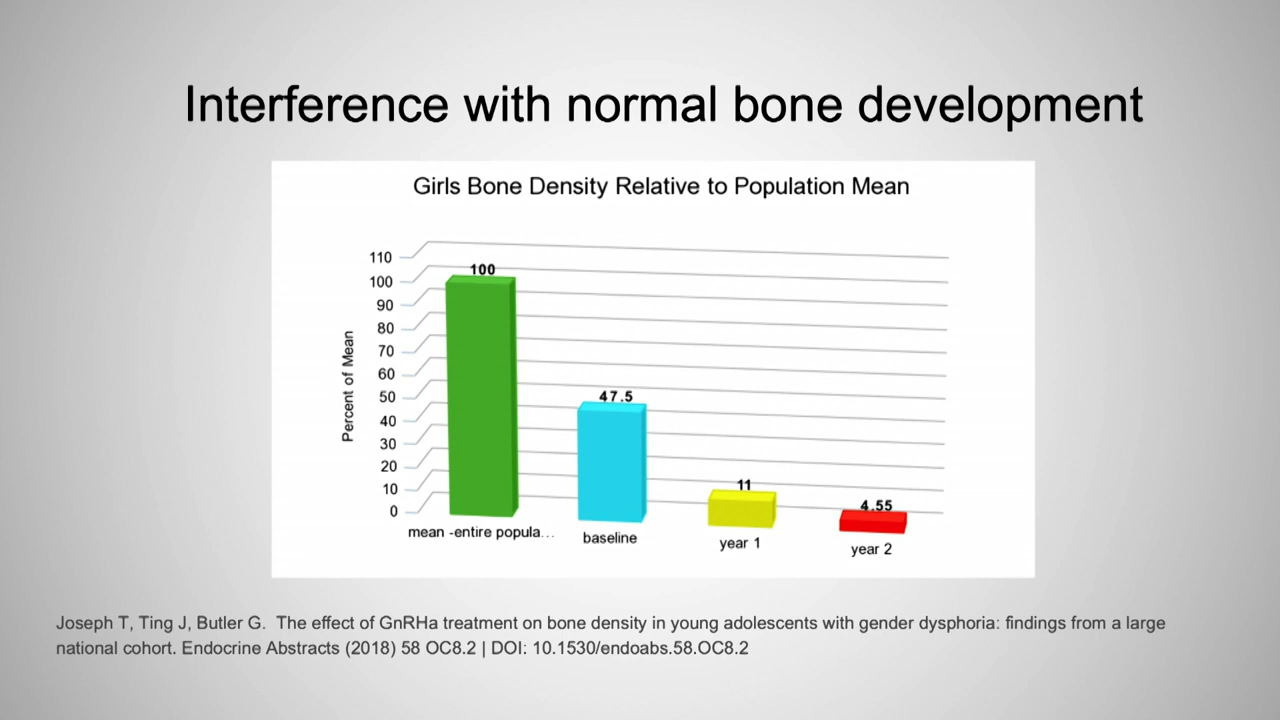 Interference with normal bone development
Girls Bone Density Relative to Population Mean
Percent of Mean
110
100
90
80
70
60
50
40
30
20
10
0
100
47.5
11
4.55
mean -entire popula...
baseline
year 1
year 2
Joseph T, Ting J, Butler G.  The effect of GnRHa treatment on bone density in young adolescents with gender dysphoria: findings from a large
national cohort. Endocrine Abstracts (2018) 58 OC8.2 | DOI: 10.1530/endoabs.58.OC8.2